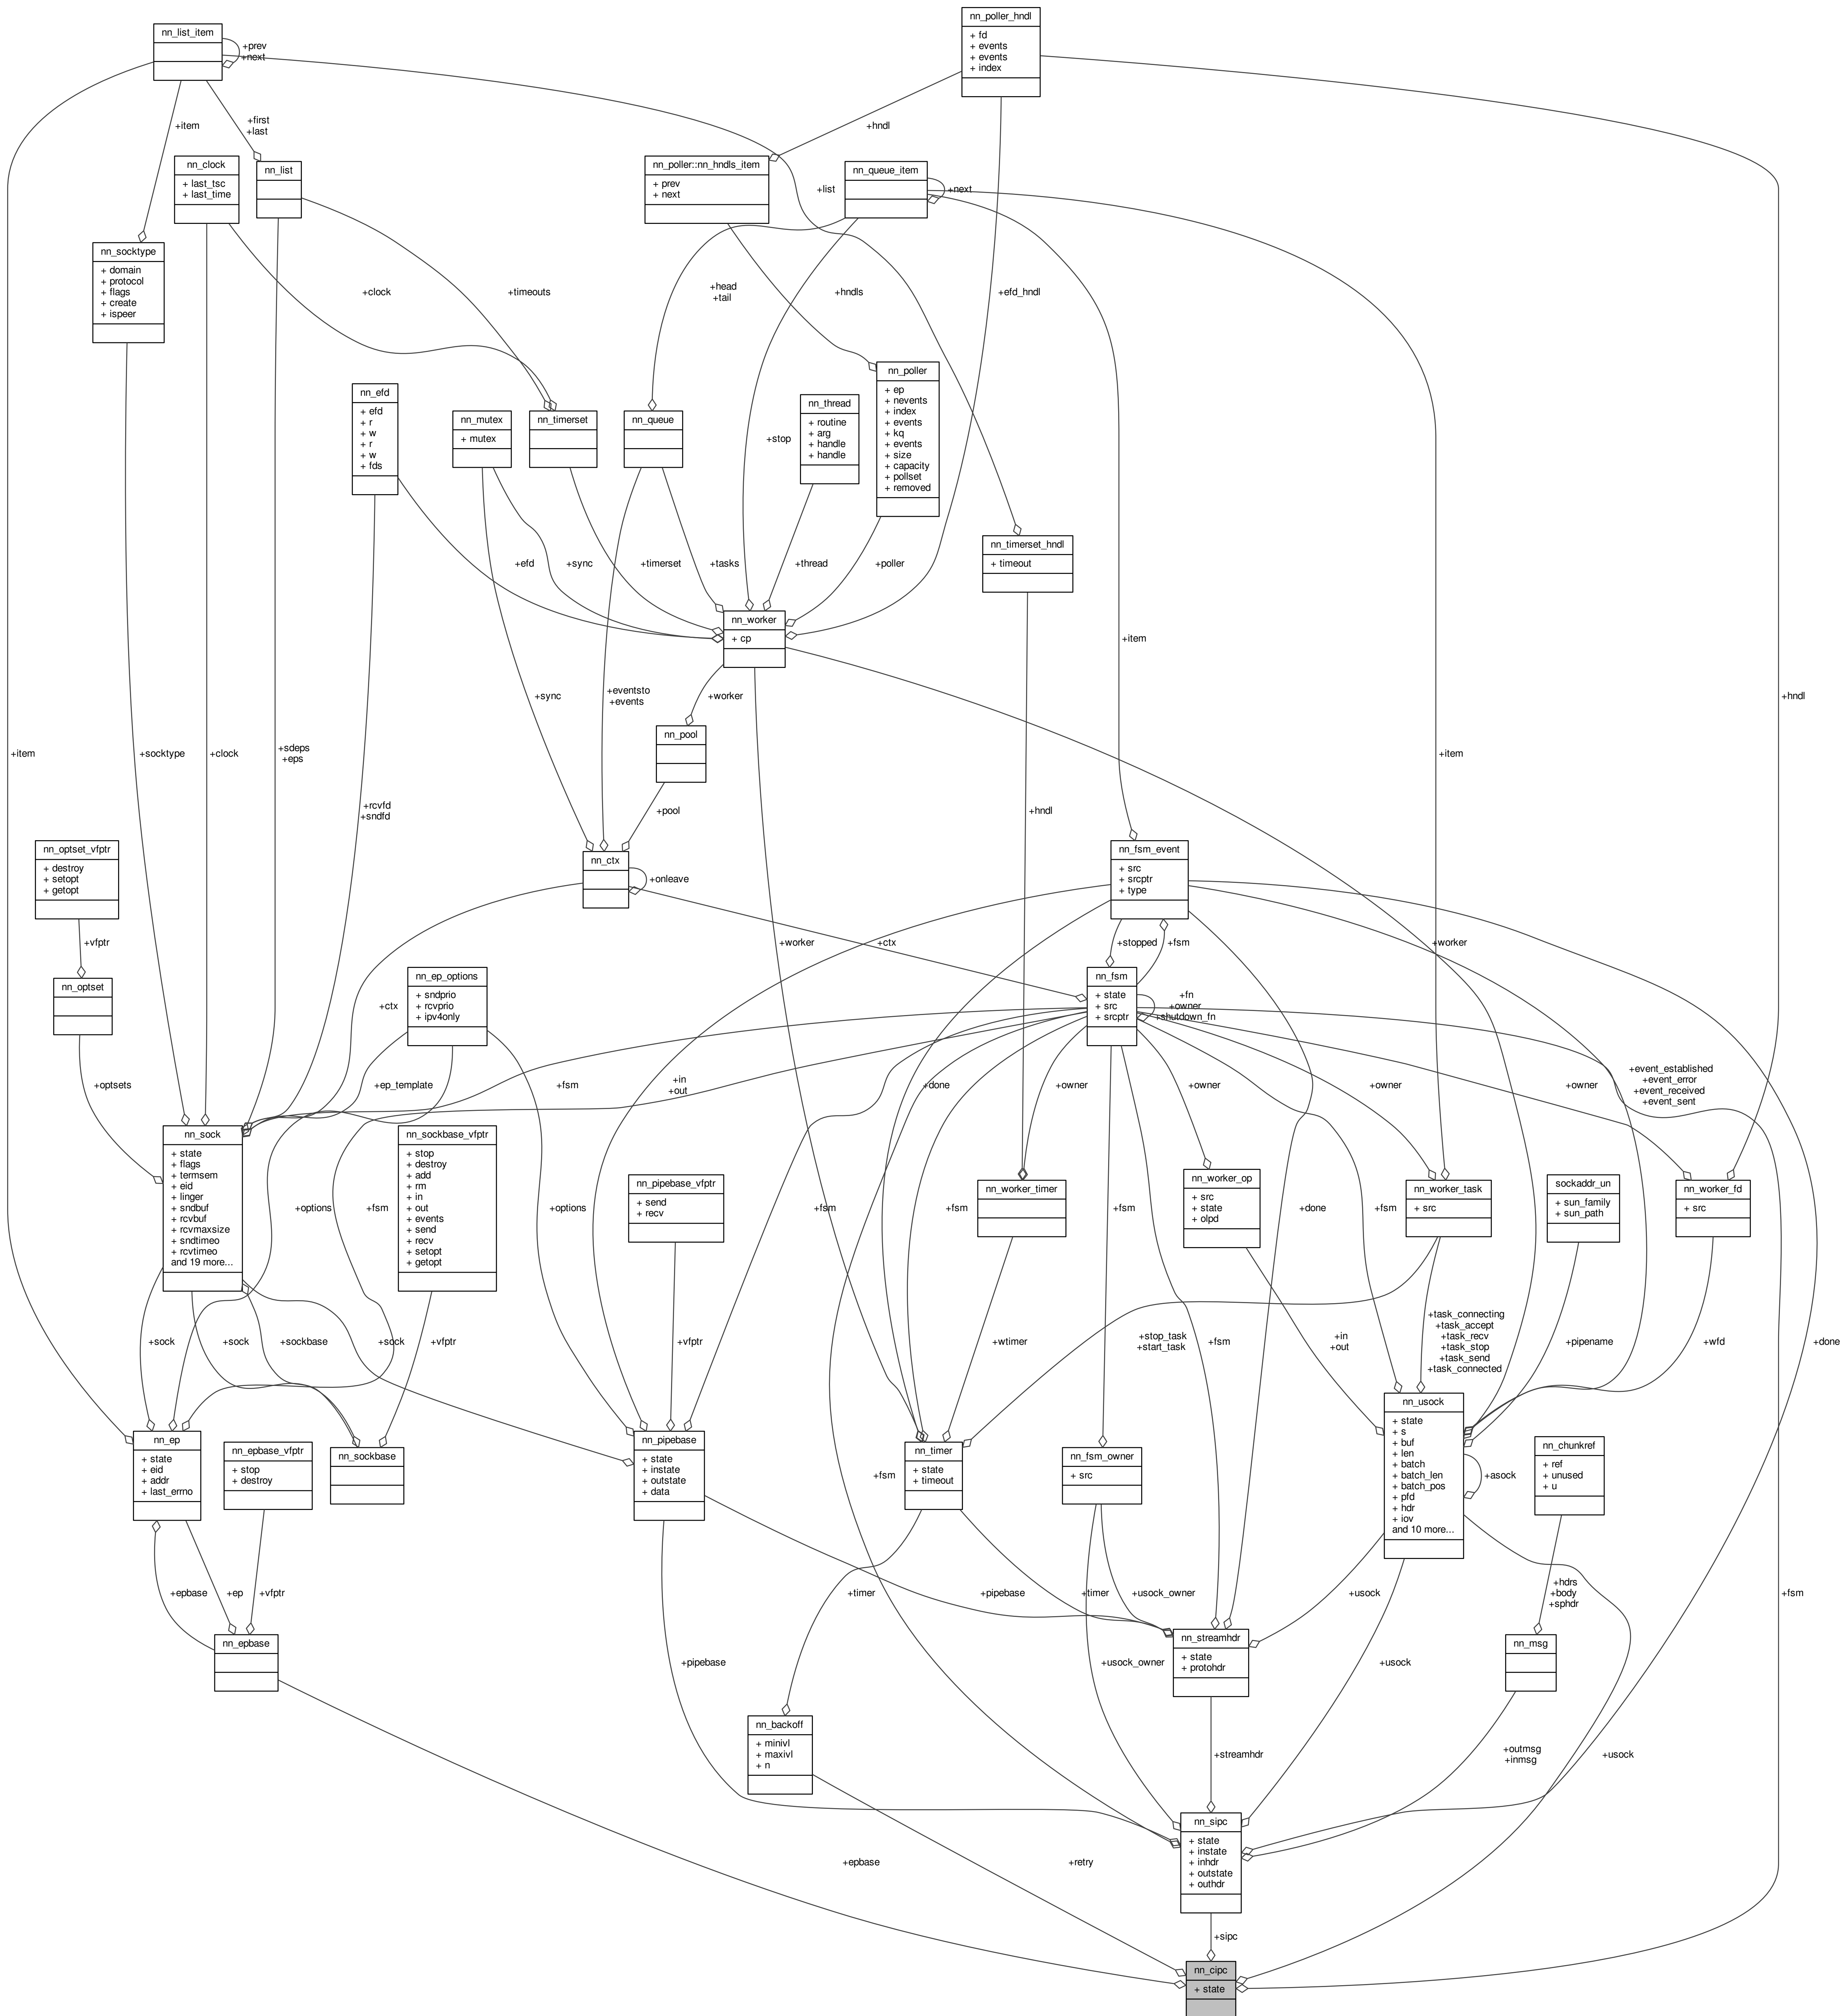 nn_poller_hndl
+ fd
+ events
+ events
+ index
nn_list_item
+prev
+next
+item
+first
+last
+hndl
nn_clock
+ last_tsc
+ last_time
nn_list
nn_poller::nn_hndls_item
+ prev
+ next
+list
nn_queue_item
+next
nn_socktype
+ domain
+ protocol
+ flags
+ create
+ ispeer
+clock
+timeouts
+head
+tail
+hndls
+efd_hndl
nn_efd
+ efd
+ r
+ w
+ r
+ w
+ fds
nn_mutex
+ mutex
nn_timerset
nn_queue
+stop
nn_thread
+ routine
+ arg
+ handle
+ handle
nn_poller
+ ep
+ nevents
+ index
+ events
+ kq
+ events
+ size
+ capacity
+ pollset
+ removed
nn_timerset_hndl
+ timeout
+efd
+sync
+timerset
+tasks
+thread
+poller
nn_worker
+ cp
+item
+sync
+eventsto
+events
+worker
+hndl
nn_pool
+item
+socktype
+clock
+sdeps
+eps
+item
+rcvfd
+sndfd
+pool
+hndl
nn_optset_vfptr
+ destroy
+ setopt
+ getopt
nn_ctx
+onleave
nn_fsm_event
+ src
+ srcptr
+ type
+vfptr
+worker
+ctx
+stopped
+fsm
+worker
nn_optset
nn_ep_options
+ sndprio
+ rcvprio
+ ipv4only
nn_fsm
+ state
+ src
+ srcptr
+fn
+owner
+shutdown_fn
+ctx
+optsets
+ep_template
+fsm
+in
+out
+done
+owner
+owner
+owner
+owner
+event_established
+event_error
+event_received
+event_sent
nn_sock
+ state
+ flags
+ termsem
+ eid
+ linger
+ sndbuf
+ rcvbuf
+ rcvmaxsize
+ sndtimeo
+ rcvtimeo
and 19 more...
nn_sockbase_vfptr
+ stop
+ destroy
+ add
+ rm
+ in
+ out
+ events
+ send
+ recv
+ setopt
+ getopt
+options
+fsm
+options
nn_pipebase_vfptr
+ send
+ recv
+fsm
+fsm
nn_worker_timer
+fsm
nn_worker_op
+ src
+ state
+ olpd
+done
+fsm
nn_worker_task
+ src
sockaddr_un
+ sun_family
+ sun_path
nn_worker_fd
+ src
+sock
+sock
+sockbase
+sock
+vfptr
+vfptr
+wtimer
+stop_task
+start_task
+fsm
+in
+out
+task_connecting
+task_accept
+task_recv
+task_stop
+task_send
+task_connected
+pipename
+wfd
+done
nn_ep
+ state
+ eid
+ addr
+ last_errno
nn_epbase_vfptr
+ stop
+ destroy
nn_sockbase
nn_pipebase
+ state
+ instate
+ outstate
+ data
+fsm
nn_timer
+ state
+ timeout
nn_fsm_owner
+ src
nn_usock
+ state
+ s
+ buf
+ len
+ batch
+ batch_len
+ batch_pos
+ pfd
+ hdr
+ iov
and 10 more...
+asock
nn_chunkref
+ ref
+ unused
+ u
+epbase
+ep
+vfptr
+timer
+pipebase
+timer
+usock_owner
+usock
+hdrs
+body
+sphdr
+fsm
nn_epbase
+pipebase
+usock_owner
nn_streamhdr
+ state
+ protohdr
+usock
nn_msg
nn_backoff
+ minivl
+ maxivl
+ n
+streamhdr
+outmsg
+inmsg
+usock
nn_sipc
+ state
+ instate
+ inhdr
+ outstate
+ outhdr
+epbase
+retry
+sipc
nn_cipc
+ state